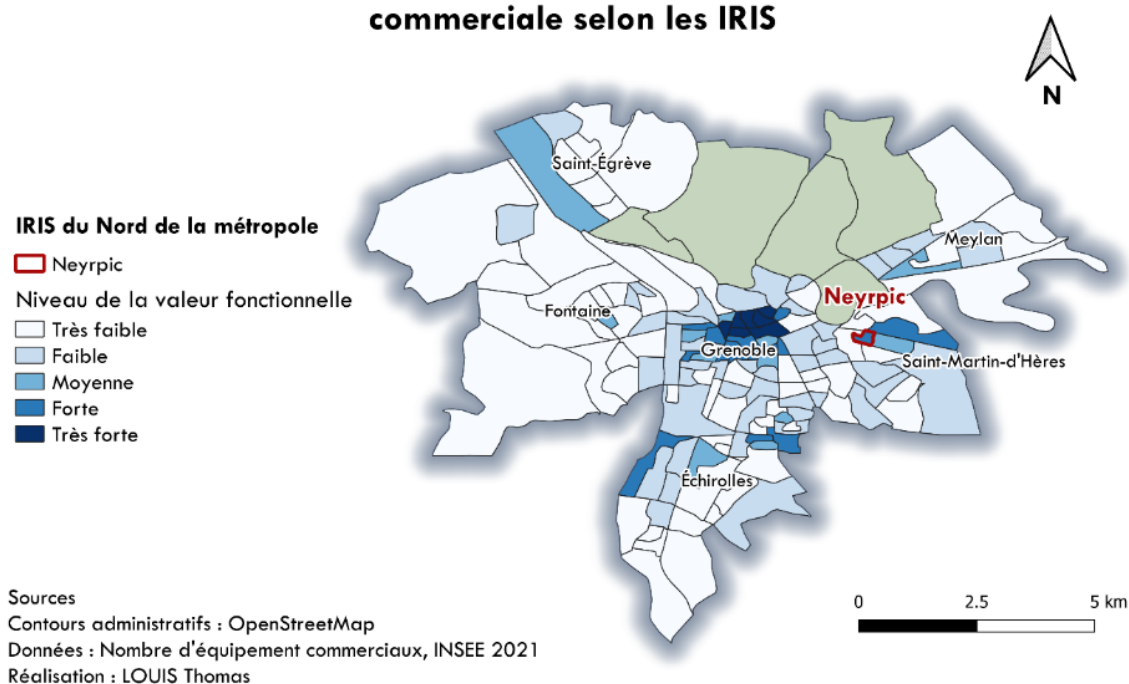 commerciale selon les IRIS
N
Saint-Égrève
IRIS du Nord de la métropole
Meylan
Neyrpic
Niveau de la valeur fonctionnelle
Neyrpic
Fontaine
Très faible
Grenoble
Faible
Saint-Martin-d'Hères
Moyenne
Forte
Très forte
Échirolles
Sources
0 2.5 5 km
Contours administratifs : OpenStreetMap
Données : Nombre d'équipement commerciaux, INSEE 2021
Réalisation : LOUIS Thomas